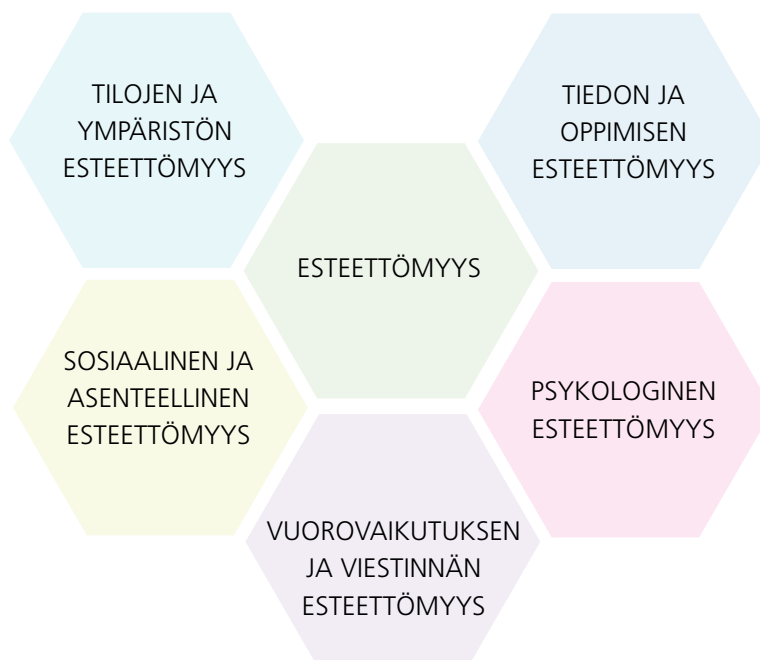 TILOJEN JA
YMPÄRISTÖN
ESTEETTÖMYYS
TIEDON JA
OPPIMISEN
ESTEETTÖMYYS
ESTEETTÖMYYS
SOSIAALINEN JA
ASENTEELLINEN
ESTEETTÖMYYS
PSYKOLOGINEN
ESTEETTÖMYYS
VUOROVAIKUTUKSEN
JA VIESTINNÄN
ESTEETTÖMYYS